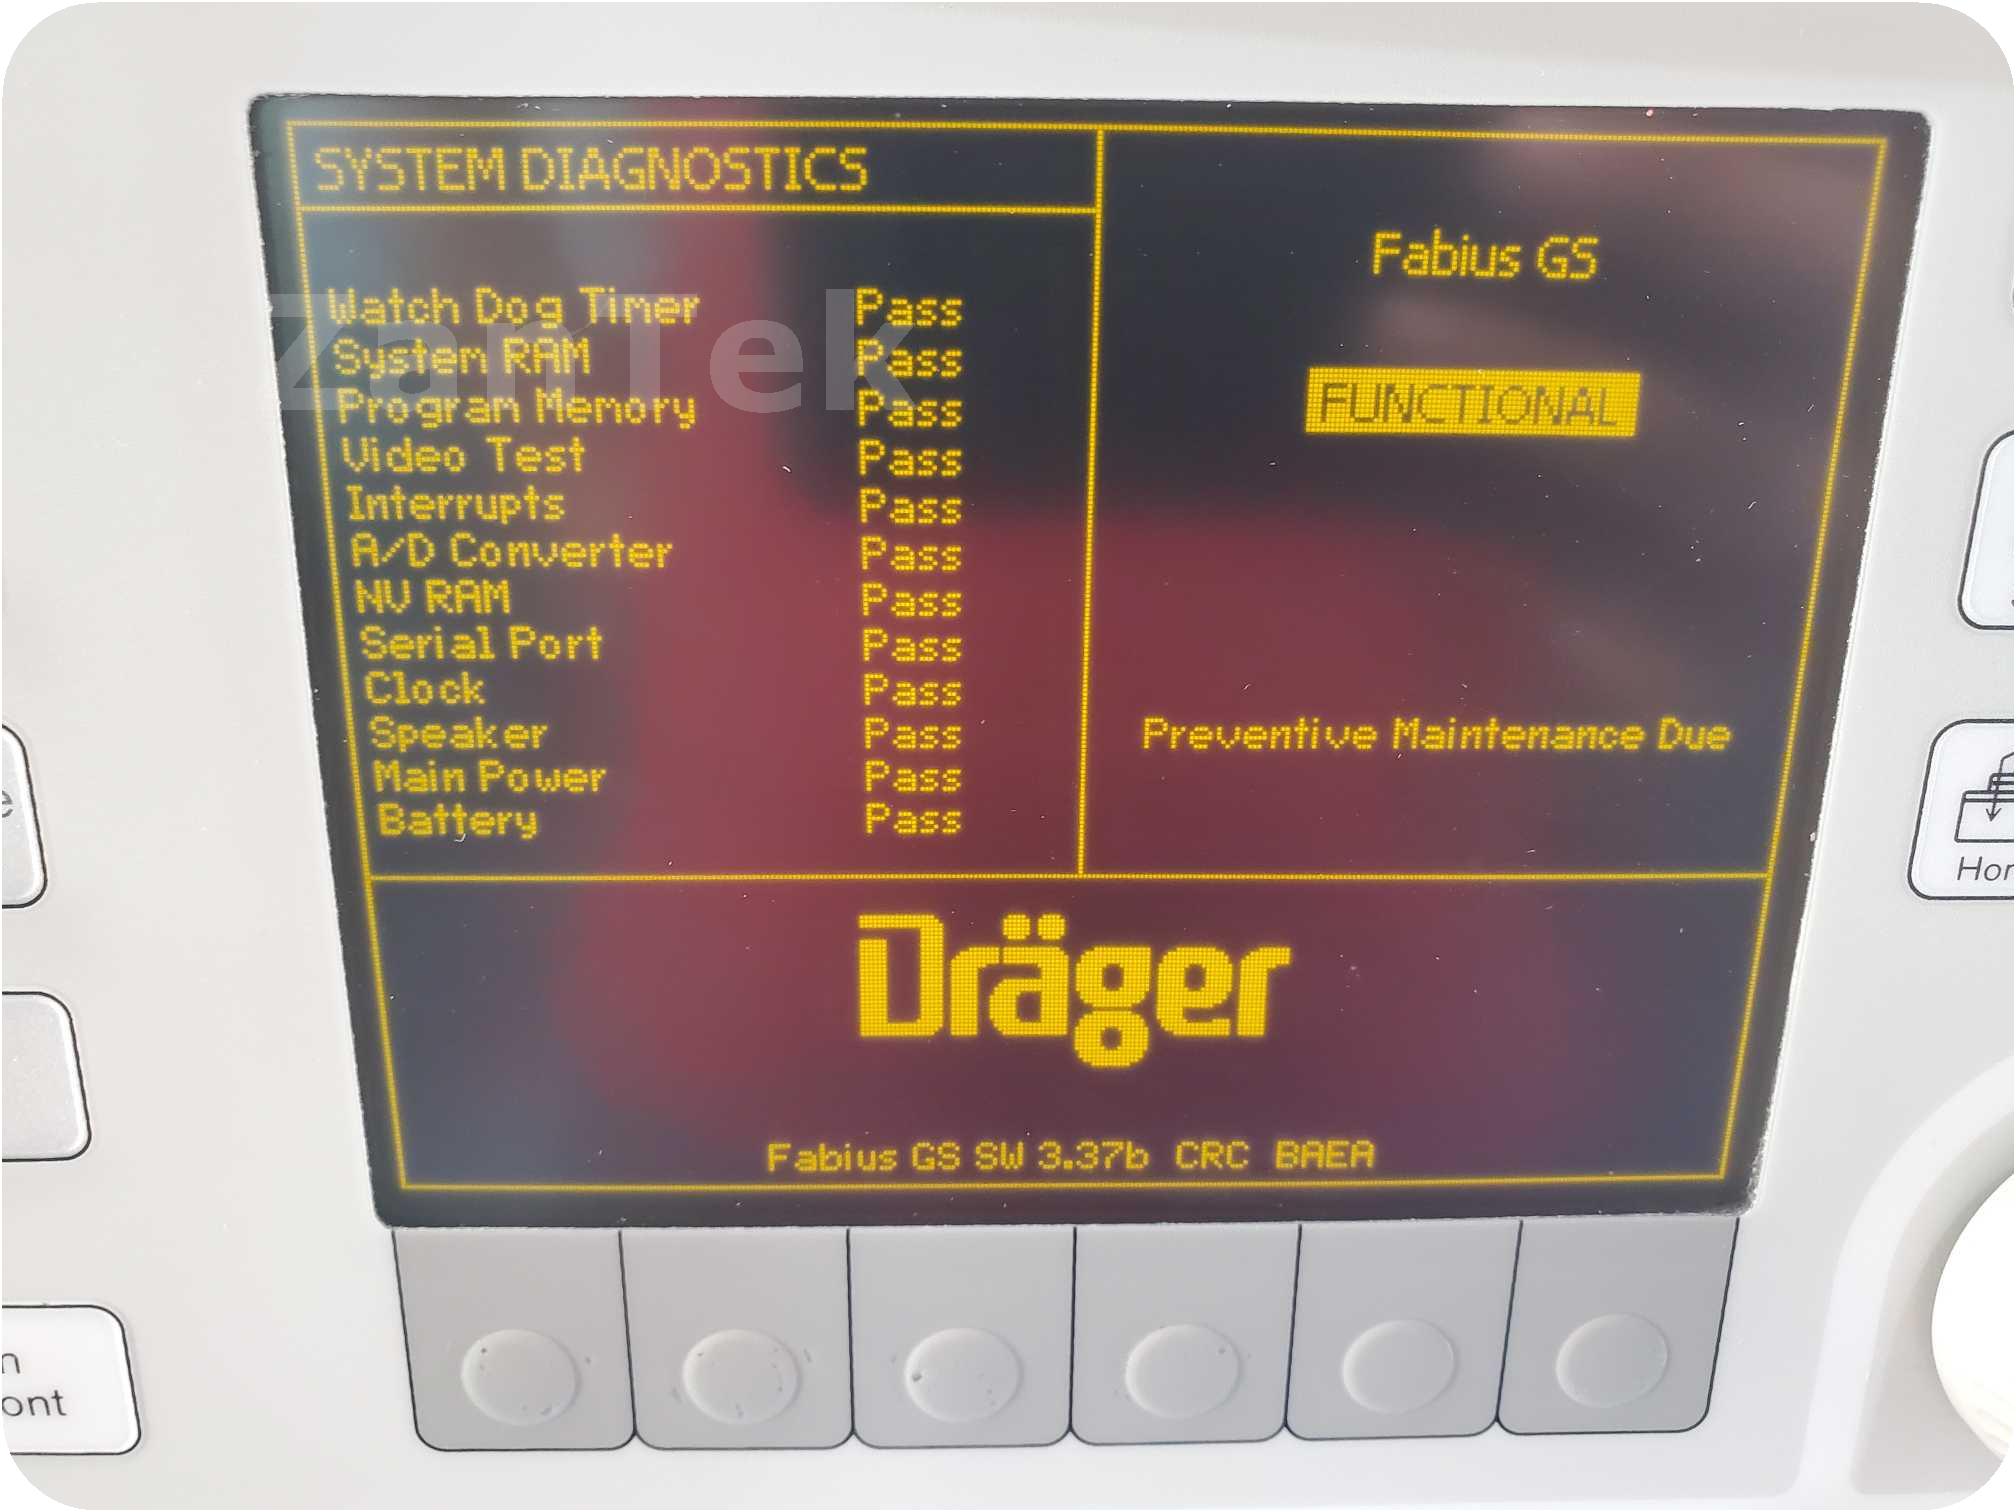 SYSTEM DIAGNOSTICS
Watch Dog Timer Pass
System RAM Pass
Program Memory Pass
Video Test Pass
Interrupts Pass
A/D Converter Pass
NV RAM Pass
Serial Port Pass
Clock Pass
Speaker Pass
Main Power Pass
Battery Pass
Fabius GS
FUNCTIONAL
Preventive Maintenance Due
Dräger
Fabius GS SW 3.37b CRC BAEA
ZanTek